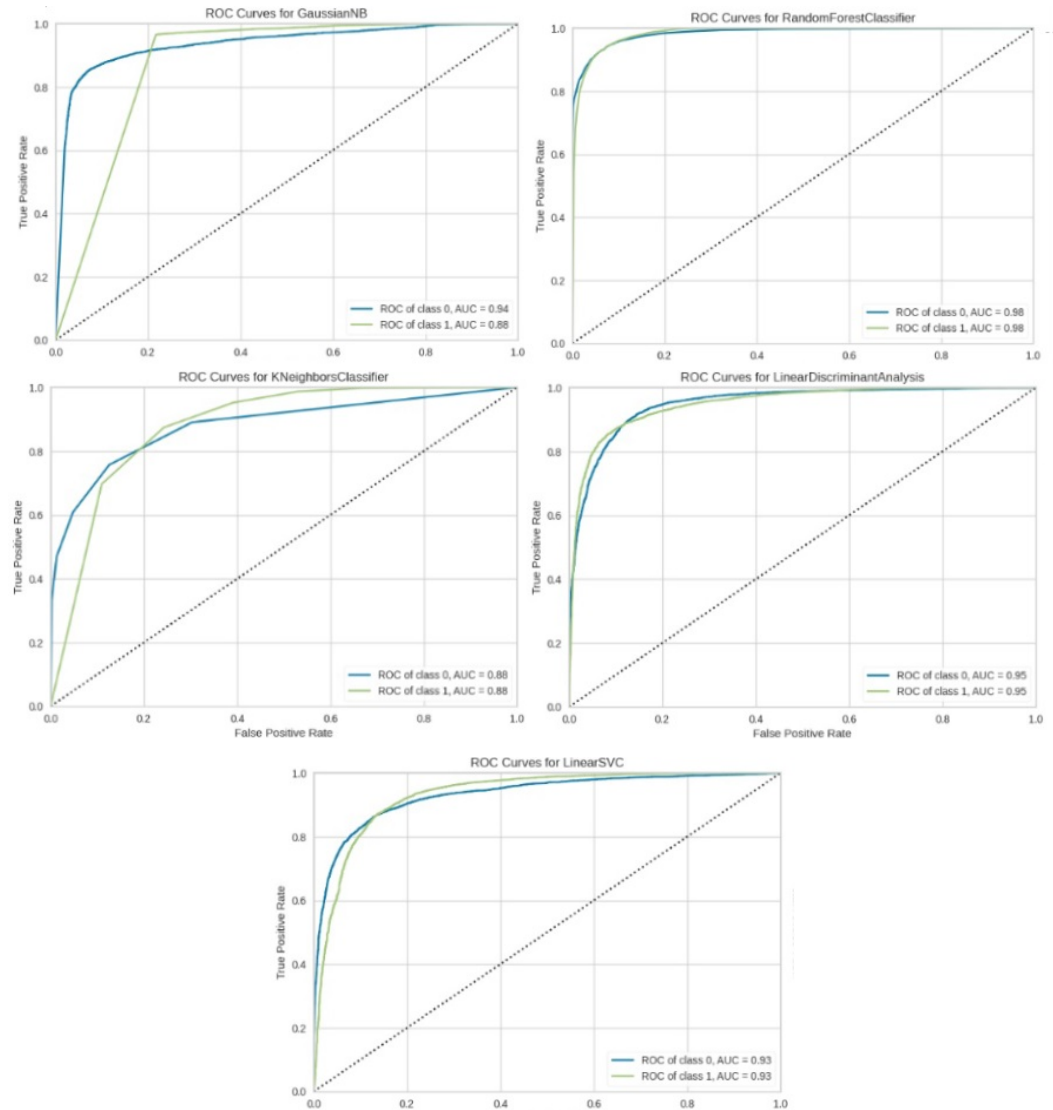 ROC Curves for GaussianNB
1.0
0.8
0.6
0.4
0.2
0.0
True Positive Rate
ROC of class 0, AUC = 0.94
ROC of class 1, AUC = 0.88
0.0 0.2 0.4 0.6 0.8 1.0
ROC Curves for RandomForestClassifier
1.0
0.8
0.6
0.4
0.2
0.0
True Positive Rate
ROC of class 0, AUC = 0.98
ROC of class 1, AUC = 0.98
0.0 0.2 0.4 0.6 0.8 1.0
ROC Curves for KNeighborsClassifier
1.0
0.8
0.6
0.4
0.2
0.0
True Positive Rate
ROC of class 0, AUC = 0.88
ROC of class 1, AUC = 0.88
0.0 0.2 0.4 0.6 0.8 1.0
False Positive Rate
ROC Curves for LinearDiscriminantAnalysis
1.0
0.8
0.6
0.4
0.2
0.0
True Positive Rate
ROC of class 0, AUC = 0.95
ROC of class 1, AUC = 0.95
0.0 0.2 0.4 0.6 0.8 1.0
False Positive Rate
ROC Curves for LinearSVC
1.0
0.8
0.6
0.4
0.2
0.0
True Positive Rate
ROC of class 0, AUC = 0.93
ROC of class 1, AUC = 0.93
0.0 0.2 0.4 0.6 0.8 1.0